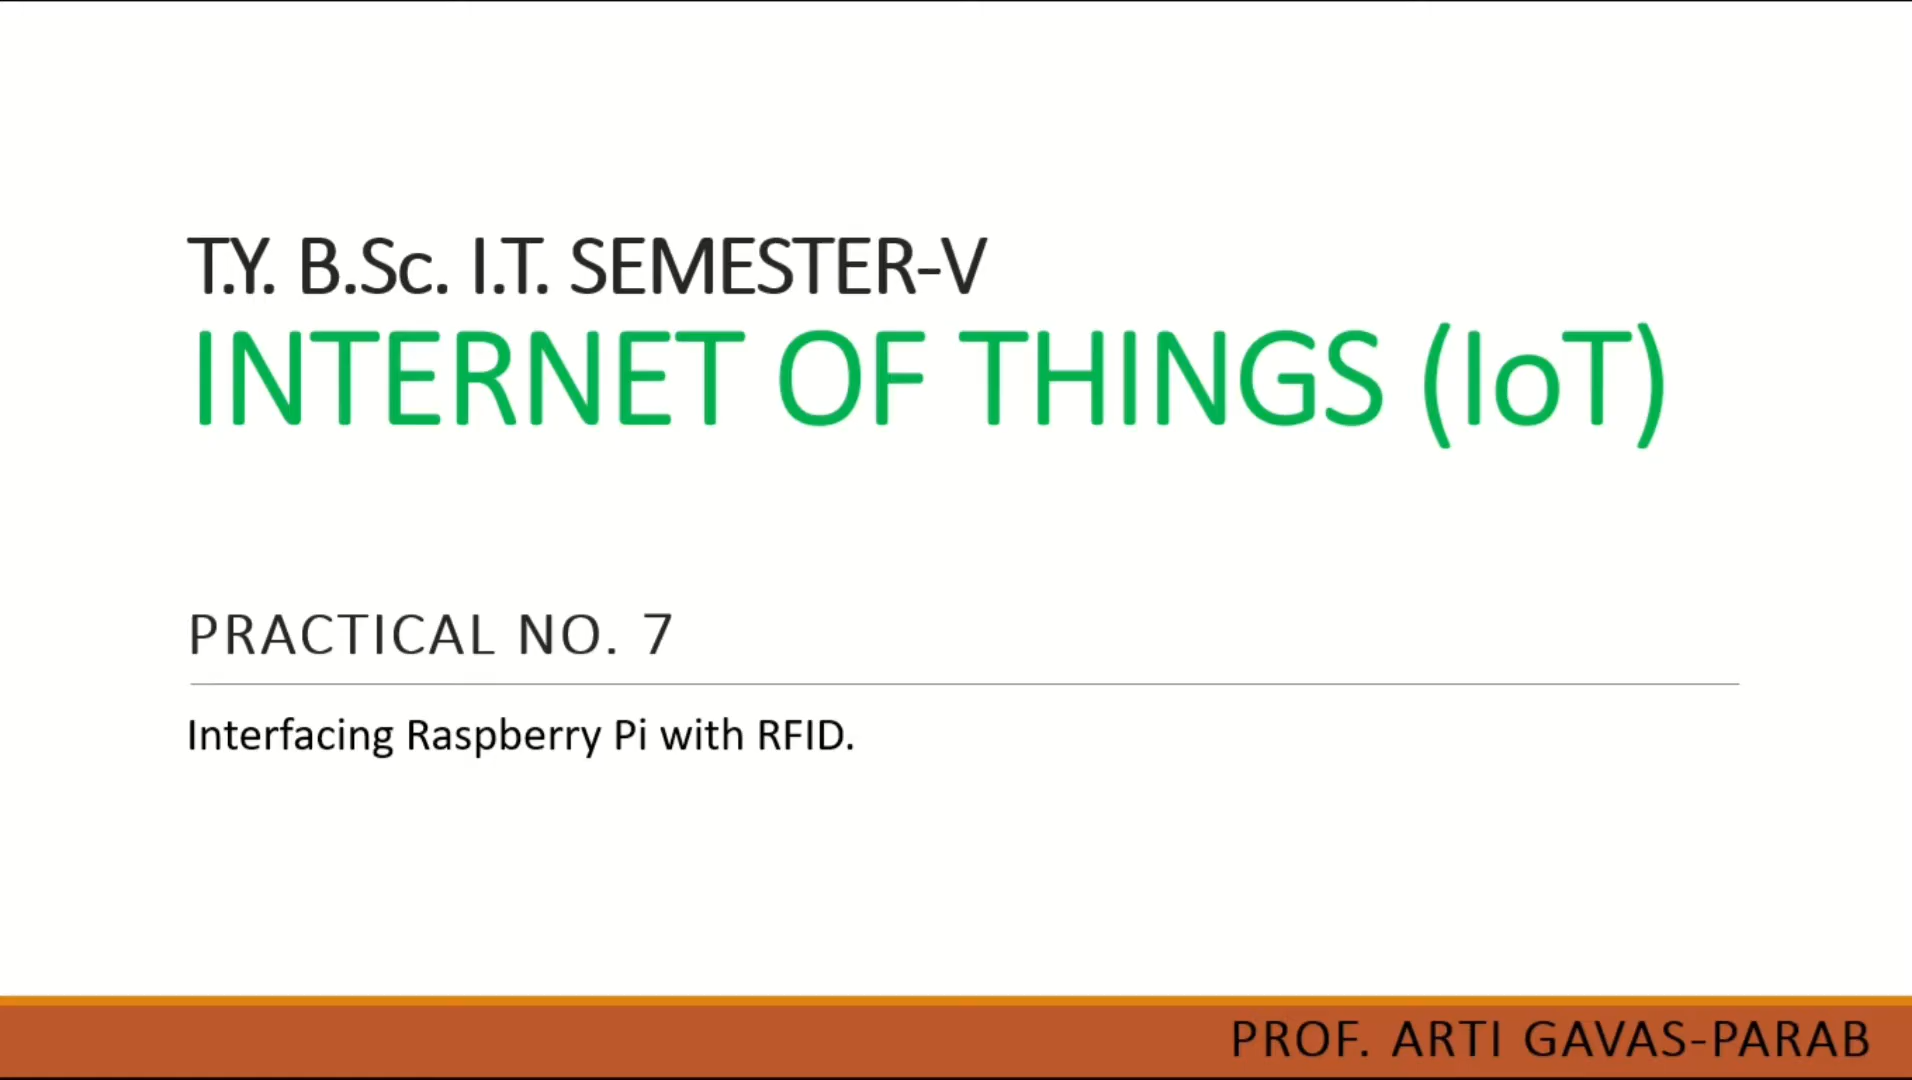 T.Y. B.Sc. I.T. SEMESTER-V
INTERNET OF THINGS (IoT)
PRACTICAL NO. 7
Interfacing Raspberry Pi with RFID.
PROF. ARTI GAVAS-PARAB